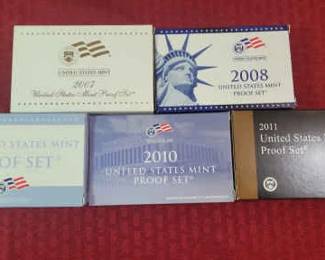 UNITED STATES MINT
2007
United States Mint Proof Set®
2008
UNITED STATES MINT
PROOF SET®
STATES MINT
OF SET®
2010
UNITED STATES MINT
PROOF SET®
2011
United States
Proof Set®